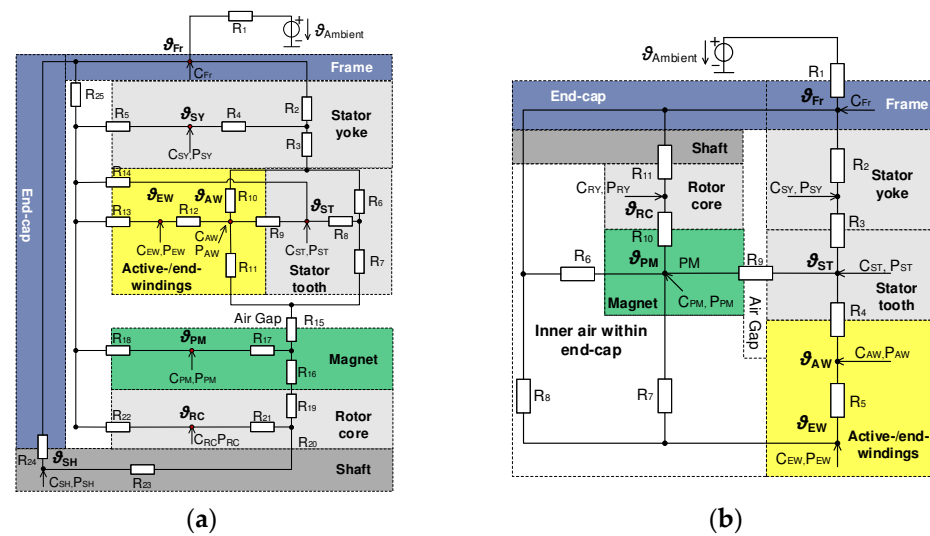 R1
+
−
ϑAmbient
ϑFr
Frame
CFr
R25
R2
R5
ϑSY
R4
Stator
yoke
R3
CSY,PSY
R14
ϑEW
ϑAW
R10
R6
R13
R12
ϑST
R9
R8
CEW,PEW
CAW
PAW
CST,PST
R7
Active-/end-
windings
R11
Stator
tooth
End-cap
Air Gap
R15
R18
ϑPM
R17
Magnet
CPM,PPM
R16
R19
Rotor
core
R22
ϑRC
R21
CRCPRC
R20
R24
ϑSH
Shaft
CSH,PSH
R23
(a)
ϑAmbient
+
−
R1
End-cap
ϑFr
CFr
Frame
Shaft
R11
R2
CRY, PRY
Rotor
core
CSY, PSY
Stator
yoke
ϑRC
R10
R3
ϑPM
PM
R9
ϑST
CST, PST
R6
Magnet
CPM, PPM
Stator
tooth
Air Gap
R4
Inner air within
end-cap
ϑAW
CAW, PAW
R8
R7
R5
ϑEW
Active-/end-
windings
CEW, PEW
(b)